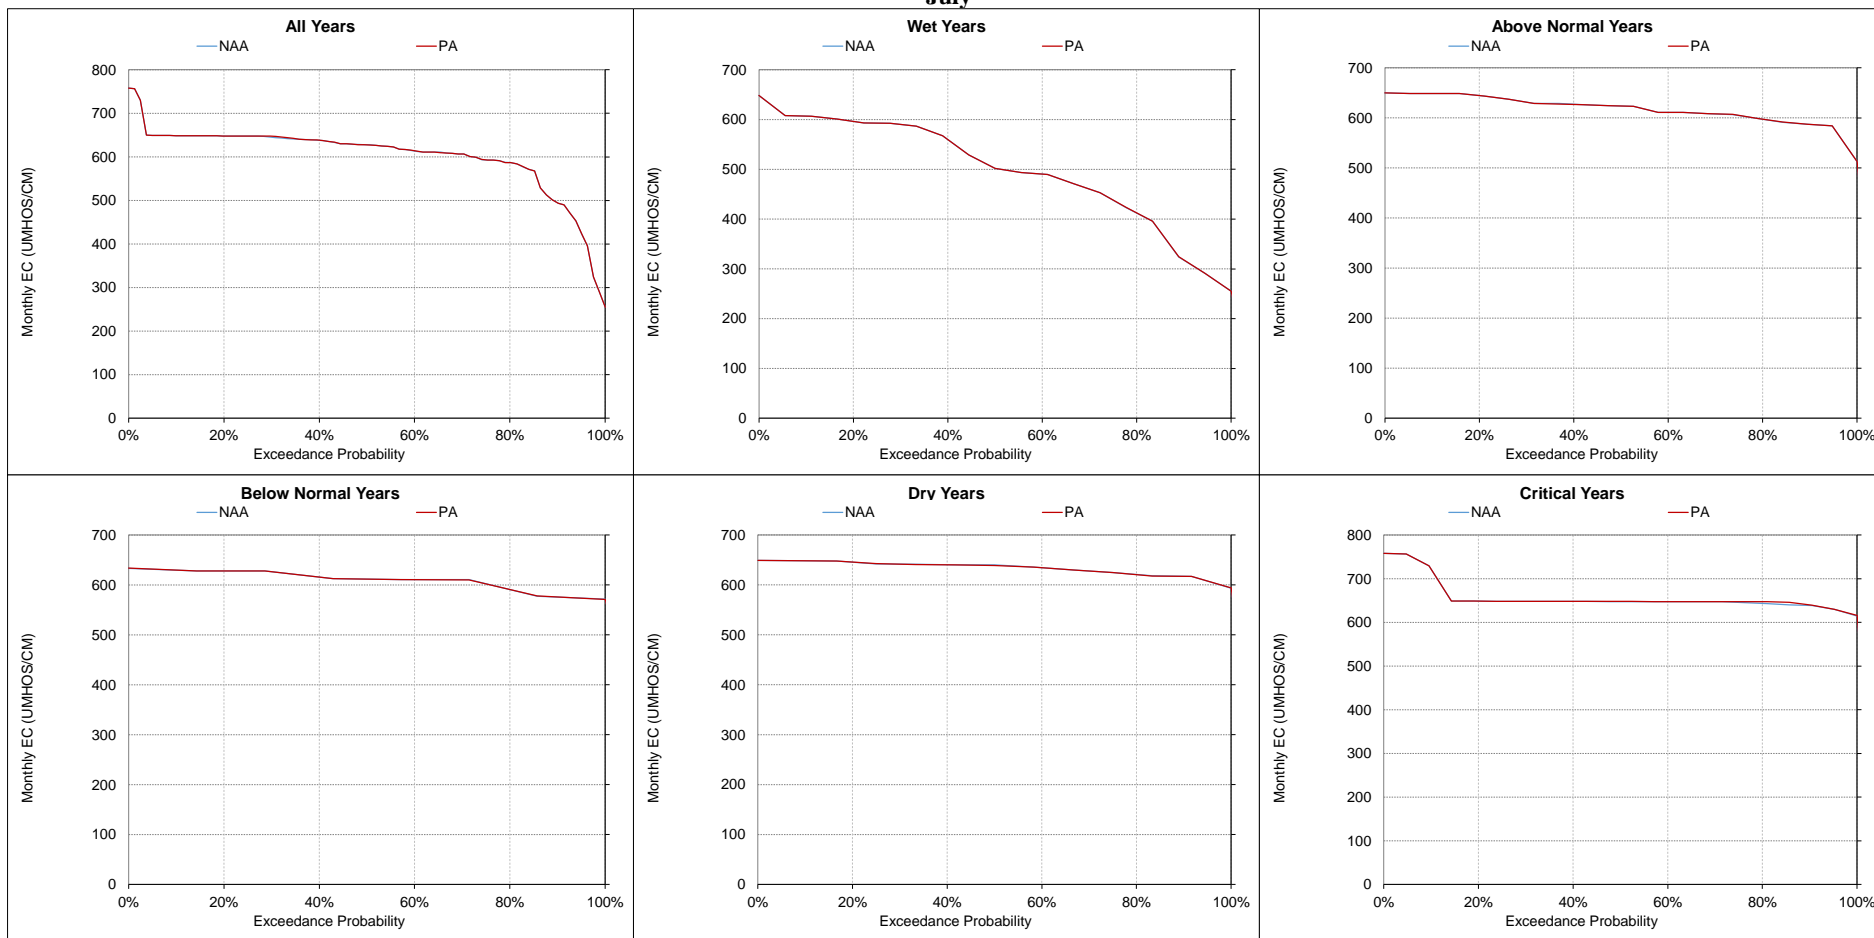 July
All Years
NAA PA
800
700
600
500
400
300
200
100
0
0% 20% 40% 60% 80% 100%
Exceedance Probability
Monthly EC (UMHOS/CM)
Wet Years
NAA PA
700
600
500
400
300
200
100
0
0% 20% 40% 60% 80% 100%
Exceedance Probability
Monthly EC (UMHOS/CM)
Above Normal Years
NAA PA
700
600
500
400
300
200
100
0
0% 20% 40% 60% 80% 100%
Exceedance Probability
Monthly EC (UMHOS/CM)
Below Normal Years
NAA PA
700
600
500
400
300
200
100
0
0% 20% 40% 60% 80% 100%
Exceedance Probability
Monthly EC (UMHOS/CM)
Dry Years
NAA PA
700
600
500
400
300
200
100
0
0% 20% 40% 60% 80% 100%
Exceedance Probability
Monthly EC (UMHOS/CM)
Critical Years
NAA PA
800
700
600
500
400
300
200
100
0
0% 20% 40% 60% 80% 100%
Exceedance Probability
Monthly EC (UMHOS/CM)